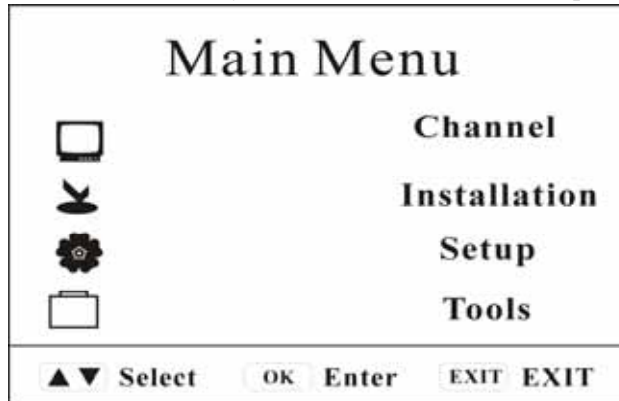 Main Menu
Channel
Installation
Setup
Tools
▲▼ Select OK Enter EXIT EXIT